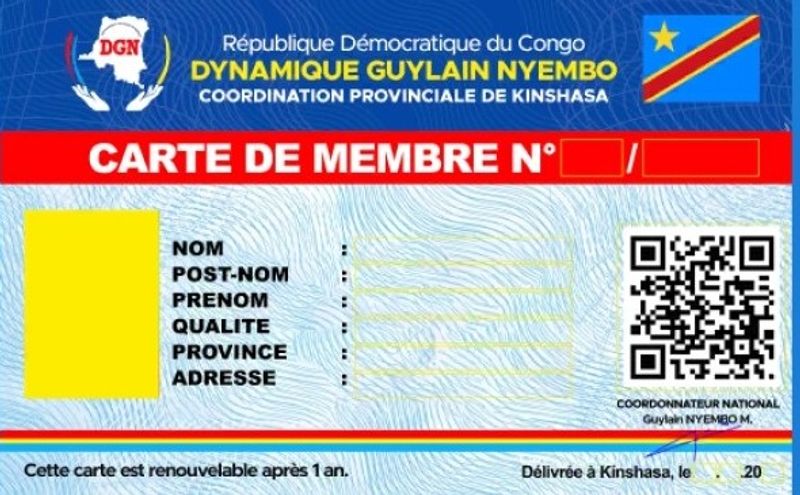 DGN
République Démocratique du Congo
DYNAMIQUE GUYLAIN NYEMBO
COORDINATION PROVINCIALE DE KINSHASA
CARTE DE MEMBRE N° /
NOM :
POST-NOM :
PRENOM :
QUALITE :
PROVINCE :
ADRESSE :
COORDONNATEUR NATIONAL
Guylain NYEMBO M.
Cette carte est renouvelable après 1 an.
Délivrée à Kinshasa, le . .20